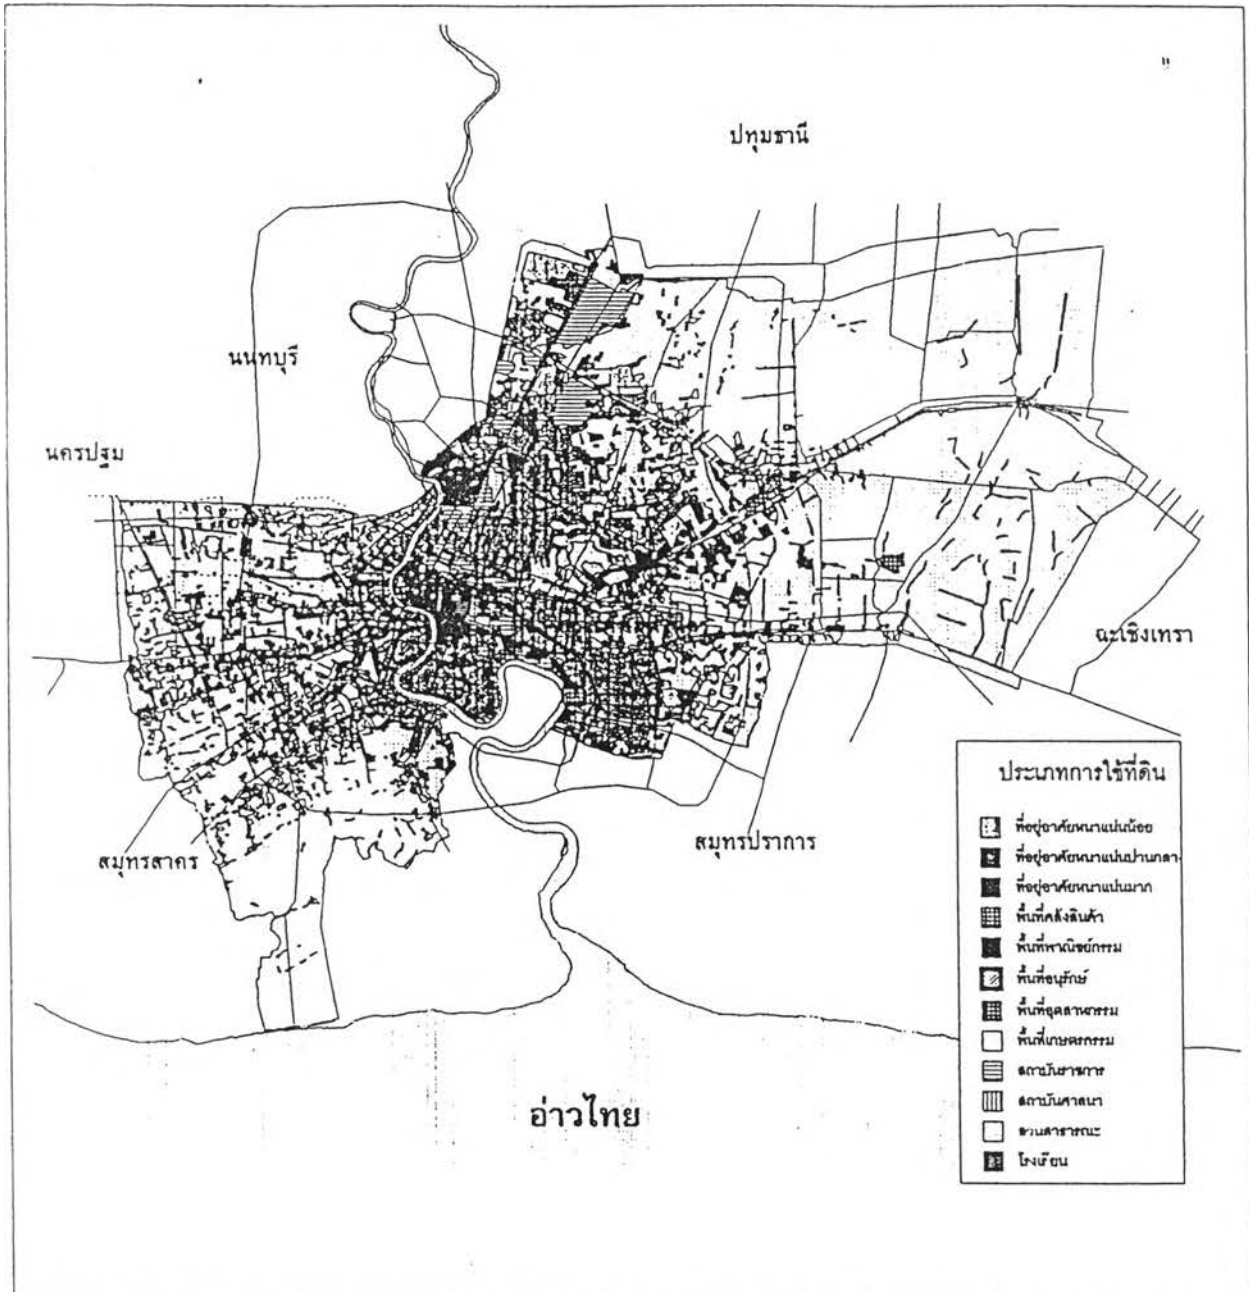 ปทุมธานี
นนทบุรี
นครปฐม
ฉะเชิงเทรา
สมุทรสาคร
สมุทรปราการ
อ่าวไทย
ประเภทการใช้ที่ดิน
ที่อยู่อาศัยหนาแน่นน้อย
ที่อยู่อาศัยหนาแน่นปานกลา
ที่อยู่อาศัยหนาแน่นมาก
พื้นที่คลังสินค้า
พื้นที่พาณิชย์กรรม
พื้นที่อนุรักษ์
พื้นที่อุตสาหกรรม
พื้นที่เกษตรกรรม
สถาบันราชการ
สถาบันศาสนา
สวนสาธารณะ
โรงเรียน